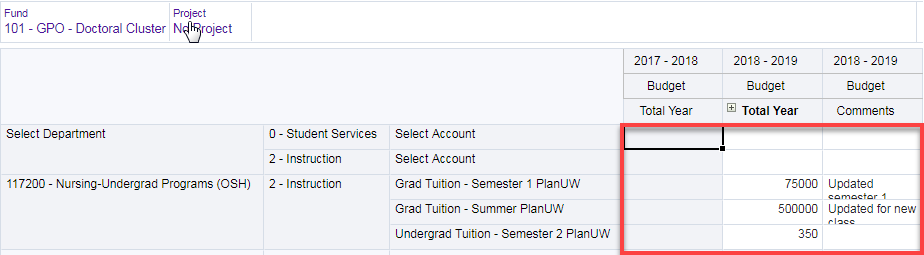 Fund Project
101 - GPO - Doctoral Cluster No Project
2017 - 2018 2018 - 2019 2018 - 2019
Budget Budget Budget
Total Year Total Year Comments
Select Department 0 - Student Services Select Account
2 - Instruction Select Account
117200 - Nursing-Undergrad Programs (OSH) 2 - Instruction Grad Tuition - Semester 1 PlanUW 75000 Updated
semester 1
Grad Tuition - Summer PlanUW 500000 Updated for new
class
Undergrad Tuition - Semester 2 PlanUW 350